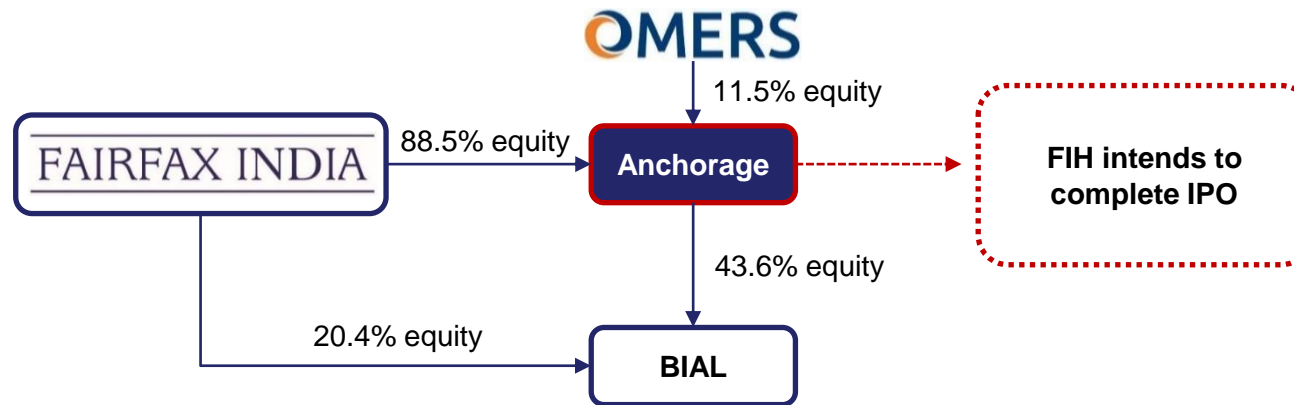 OMERS
11.5% equity
FAIRFAX INDIA
88.5% equity
Anchorage
FIH intends to
complete IPO
43.6% equity
20.4% equity
BIAL